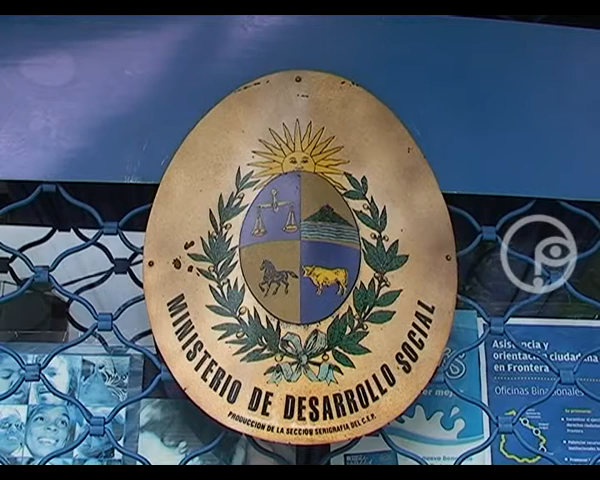 MINISTERIO DE DESARROLLO SOCIAL
PRODUCCION DE LA SECCION SERIGRAFIA DEL C.E.P.
Asistencia y
orientación ciudadana
en Frontera
Oficinas Binacionales